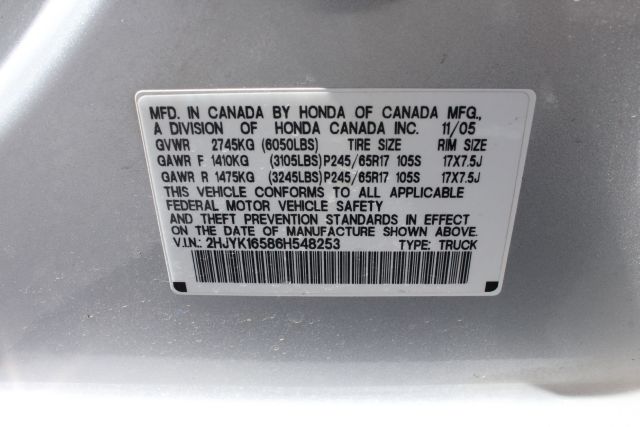 MFD. IN CANADA BY HONDA OF CANADA MFG.,
A DIVISION OF HONDA CANADA INC. 11/05
GVWR 2745KG (6050LBS) TIRE SIZE RIM SIZE
GAWR F 1410KG (3105LBS) P245/65R17 105S 17X7.5J
GAWR R 1475KG (3245LBS) P245/65R17 105S 17X7.5J
THIS VEHICLE CONFORMS TO ALL APPLICABLE
FEDERAL MOTOR VEHICLE SAFETY
AND THEFT PREVENTION STANDARDS IN EFFECT
ON THE DATE OF MANUFACTURE SHOWN ABOVE.
V.I.N.: 2HJYK16586H548253 TYPE: TRUCK